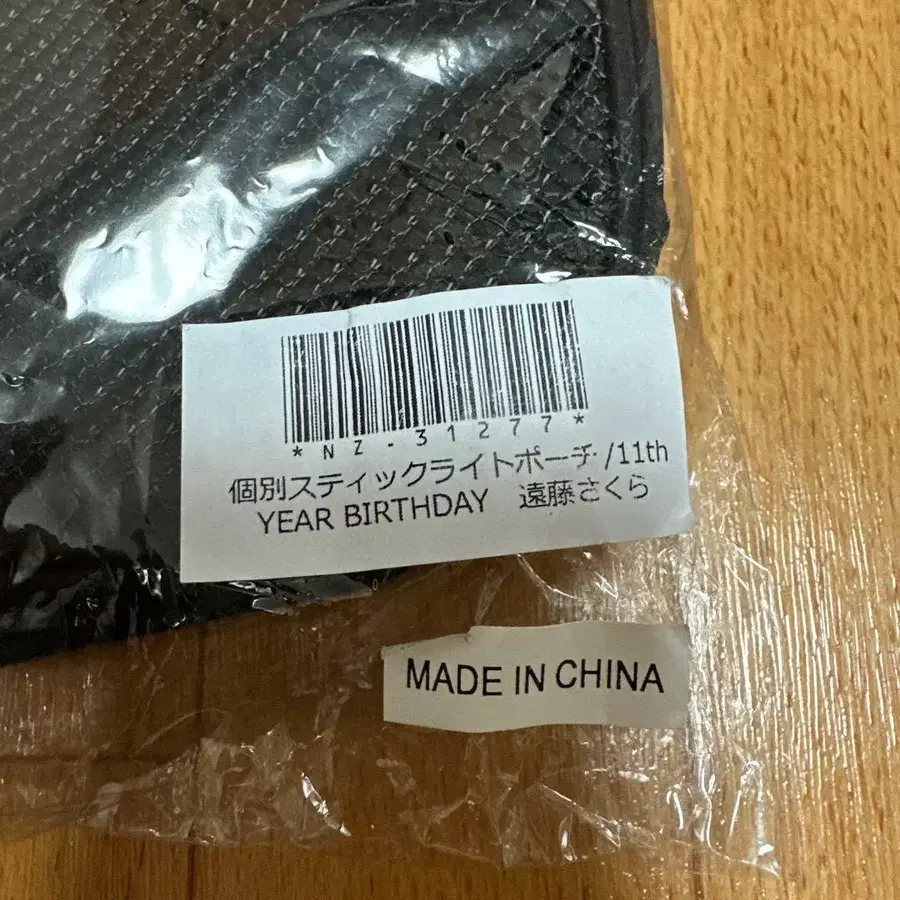 *NZ-31277*
個別スティックライトポーチ/11th
YEAR BIRTHDAY 遠藤さくら
MADE IN CHINA